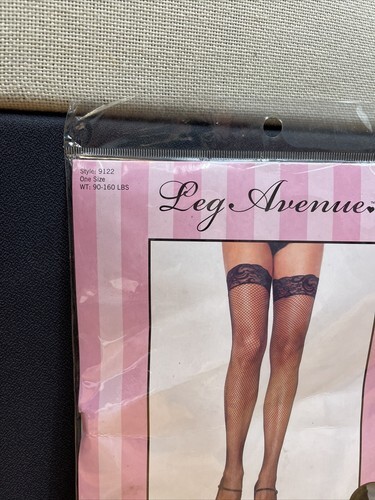 Style: 9122
One Size
WT: 90-160 LBS
Leg Avenue